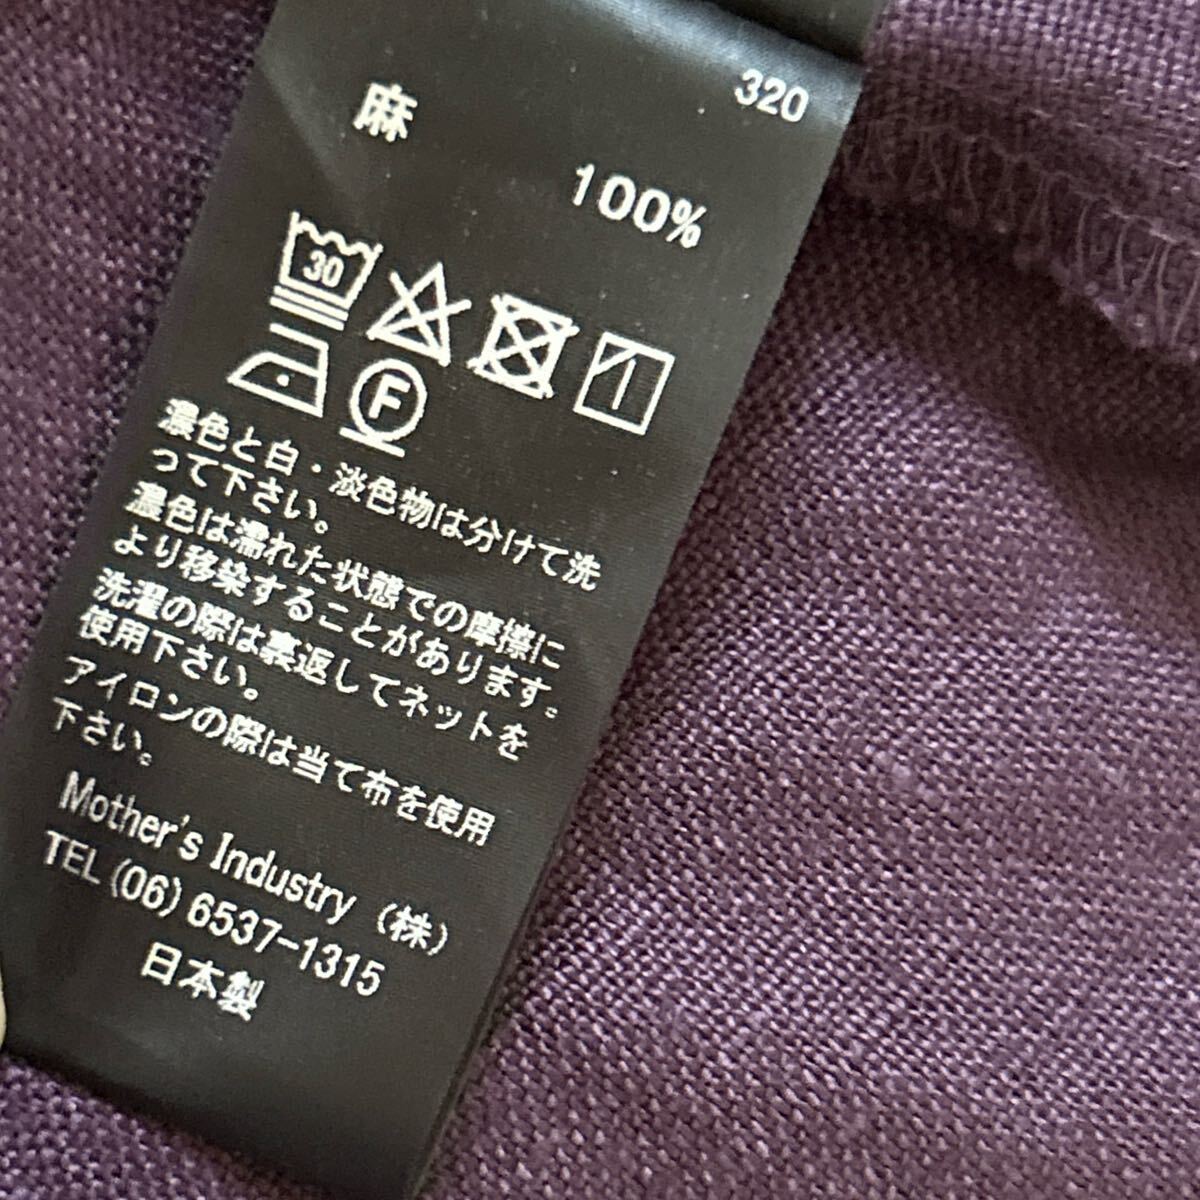 320
麻
100%
30
F
濃色と白・淡色物は分けて洗
って下さい。
濃色は濡れた状態での摩擦に
より移染することがあります。
洗濯の際は裏返してネットを
使用下さい。
アイロンの際は当て布を使用
下さい。
Mother's Industry (株)
TEL (06) 6537-1315
日本製